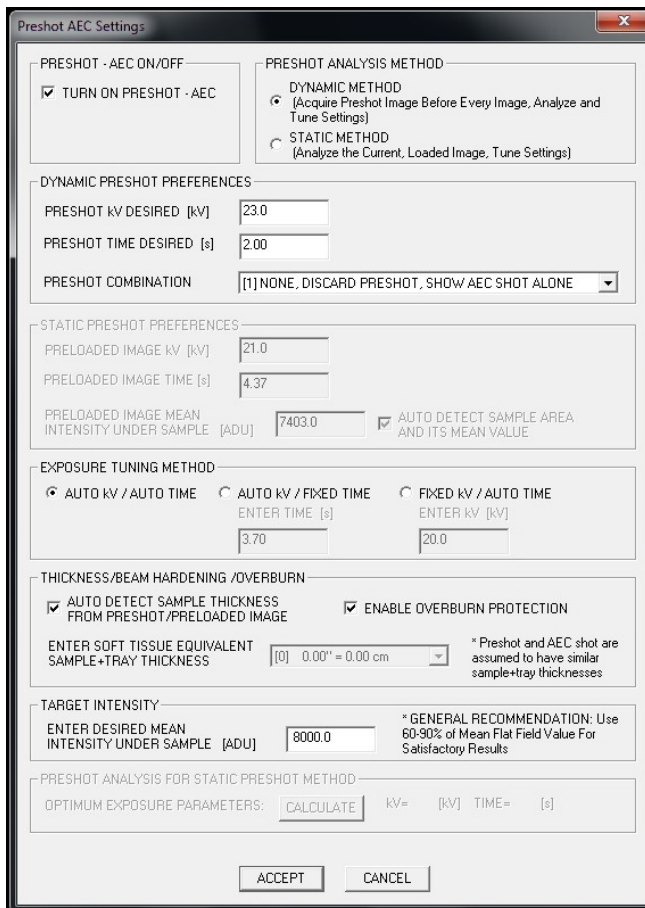 Preshot AEC Settings
PRESHOT - AEC ON/OFF
TURN ON PRESHOT - AEC
PRESHOT ANALYSIS METHOD
DYNAMIC METHOD
(Acquire Preshot Image Before Every Image, Analyze and
Tune Settings)
STATIC METHOD
(Analyze the Current, Loaded Image, Tune Settings)
DYNAMIC PRESHOT PREFERENCES
PRESHOT kV DESIRED [kV] 23.0
PRESHOT TIME DESIRED [s] 2.00
PRESHOT COMBINATION [1] NONE, DISCARD PRESHOT, SHOW AEC SHOT ALONE
STATIC PRESHOT PREFERENCES
PRELOADED IMAGE kV [kV] 21.0
PRELOADED IMAGE TIME [s] 4.37
PRELOADED IMAGE MEAN
INTENSITY UNDER SAMPLE [ADU] 7403.0
AUTO DETECT SAMPLE AREA
AND ITS MEAN VALUE
EXPOSURE TUNING METHOD
AUTO kV / AUTO TIME AUTO kV / FIXED TIME FIXED kV / AUTO TIME
ENTER TIME [s] ENTER kV [kV]
3.70 20.0
THICKNESS/BEAM HARDENING /OVERBURN
AUTO DETECT SAMPLE THICKNESS
FROM PRESHOT/PRELOADED IMAGE
ENABLE OVERBURN PROTECTION
ENTER SOFT TISSUE EQUIVALENT
SAMPLE+TRAY THICKNESS
[0] 0.00" = 0.00 cm
* Preshot and AEC shot are
assumed to have similar
sample+tray thicknesses
TARGET INTENSITY
ENTER DESIRED MEAN
INTENSITY UNDER SAMPLE [ADU] 8000.0
* GENERAL RECOMMENDATION: Use
60-90% of Mean Flat Field Value For
Satisfactory Results
PRESHOT ANALYSIS FOR STATIC PRESHOT METHOD
OPTIMUM EXPOSURE PARAMETERS: CALCULATE kV= [kV] TIME= [s]
ACCEPT CANCEL